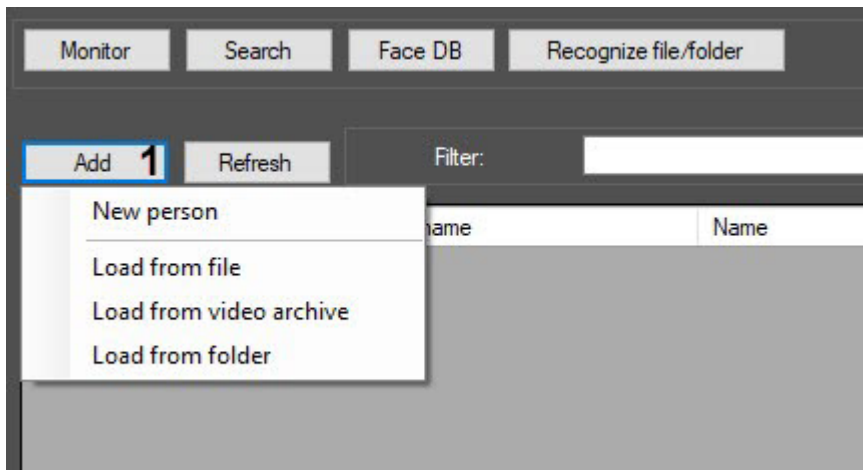 Monitor Search Face DB Recognize file/folder
Add 1 Refresh Filter:
New person
name Name
Load from file
Load from video archive
Load from folder